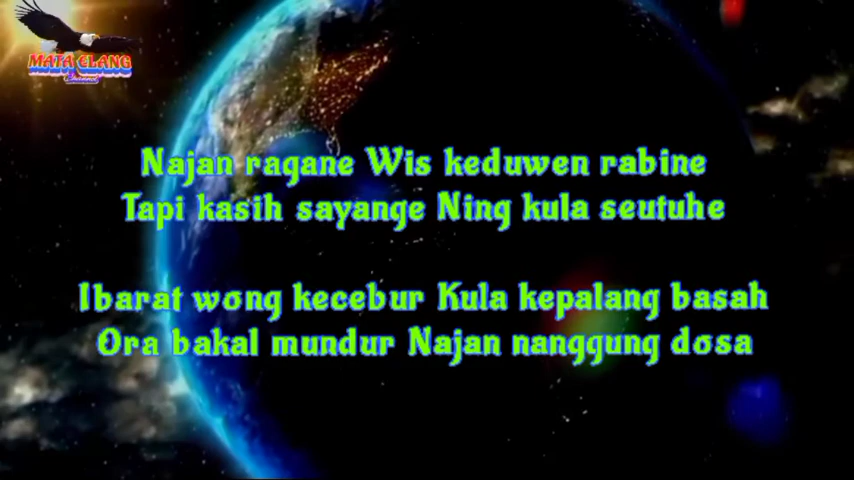 MATA ELANG
Channel
Najan ragane Wis keduwen rabine
Tapi kasih sayange Ning kula seutuhe
Ibarat wong kecebur Kula kepalang basah
Ora bakal mundur Najan nanggung dosa